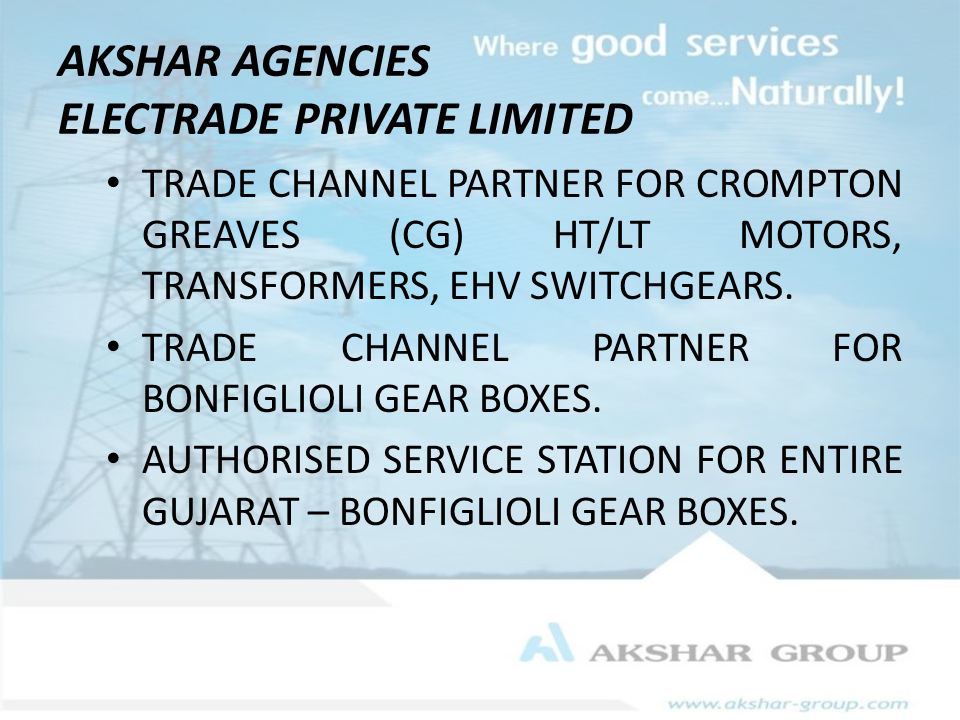 Where good services
come...Naturally!
AKSHAR AGENCIES
ELECTRADE PRIVATE LIMITED
• TRADE CHANNEL PARTNER FOR CROMPTON
GREAVES (CG) HT/LT MOTORS,
TRANSFORMERS, EHV SWITCHGEARS.
• TRADE CHANNEL PARTNER FOR
BONFIGLIOLI GEAR BOXES.
• AUTHORISED SERVICE STATION FOR ENTIRE
GUJARAT – BONFIGLIOLI GEAR BOXES.
AKSHAR GROUP
www.akshar-group.com